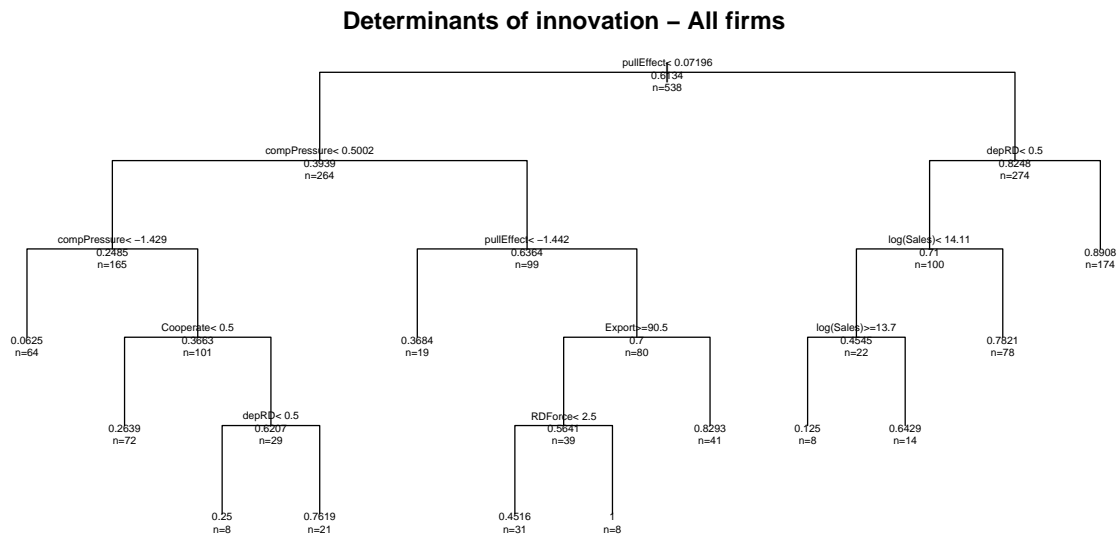 Determinants of innovation – All firms
pullEffect< 0.07196
0.6134
n=538
compPressure< 0.5002
0.3939
n=264
depRD< 0.5
0.8248
n=274
compPressure< −1.429
0.2485
n=165
pullEffect< −1.442
0.6364
n=99
log(Sales)< 14.11
0.71
n=100
0.8908
n=174
0.0625
n=64
Cooperate< 0.5
0.3663
n=101
0.3684
n=19
Export>=90.5
0.7
n=80
log(Sales)>=13.7
0.4545
n=22
0.7821
n=78
0.2639
n=72
depRD< 0.5
0.6207
n=29
RDForce< 2.5
0.5641
n=39
0.8293
n=41
0.125
n=8
0.6429
n=14
0.25
n=8
0.7619
n=21
0.4516
n=31
1
n=8